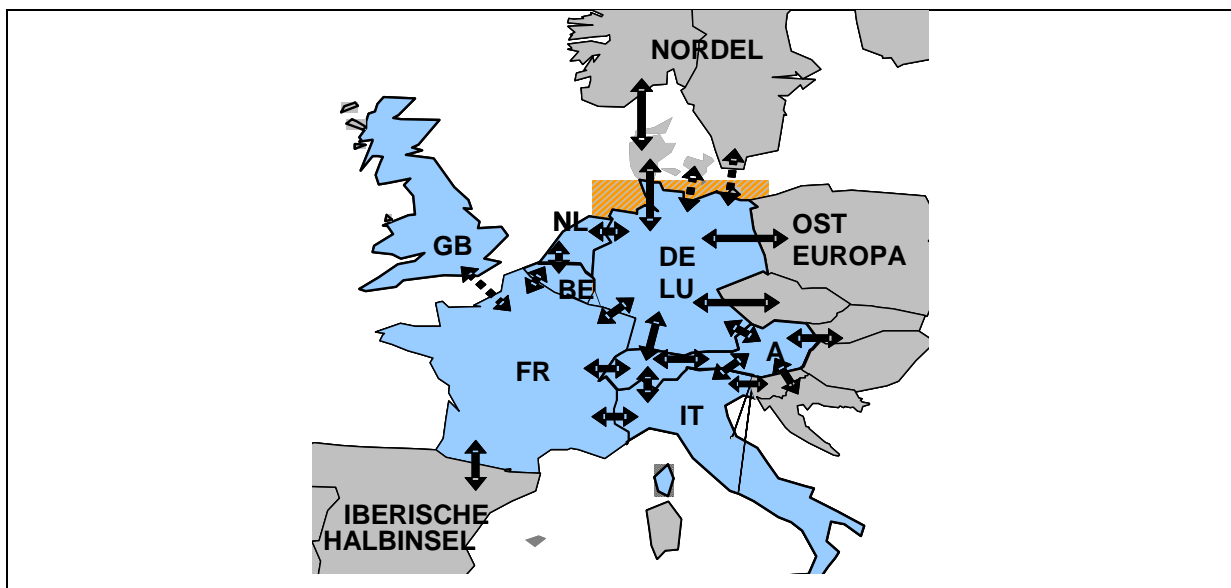 NORDEL
NL
GB
OST
EUROPA
DE
LU
BE
A
FR
IT
IBERISCHE
HALBINSEL